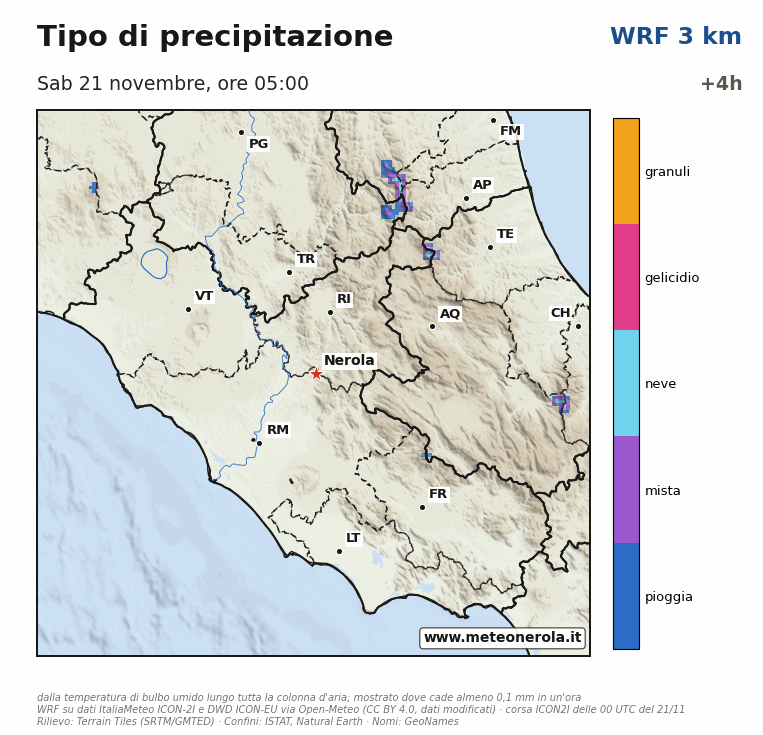 Tipo di precipitazione
WRF 3 km
Sab 21 novembre, ore 05:00
+4h
FM
PG
AP
TE
TR
VT
RI
AQ
CH
Nerola
RM
FR
LT
www.meteonerola.it
granuli
gelicidio
neve
mista
pioggia
dalla temperatura di bulbo umido lungo tutta la colonna d'aria; mostrato dove cade almeno 0,1 mm in un'ora
WRF su dati ItaliaMeteo ICON-2I e DWD ICON-EU via Open-Meteo (CC BY 4.0, dati modificati) · corsa ICON2I delle 00 UTC del 21/11
Rilievo: Terrain Tiles (SRTM/GMTED) · Confini: ISTAT, Natural Earth · Nomi: GeoNames